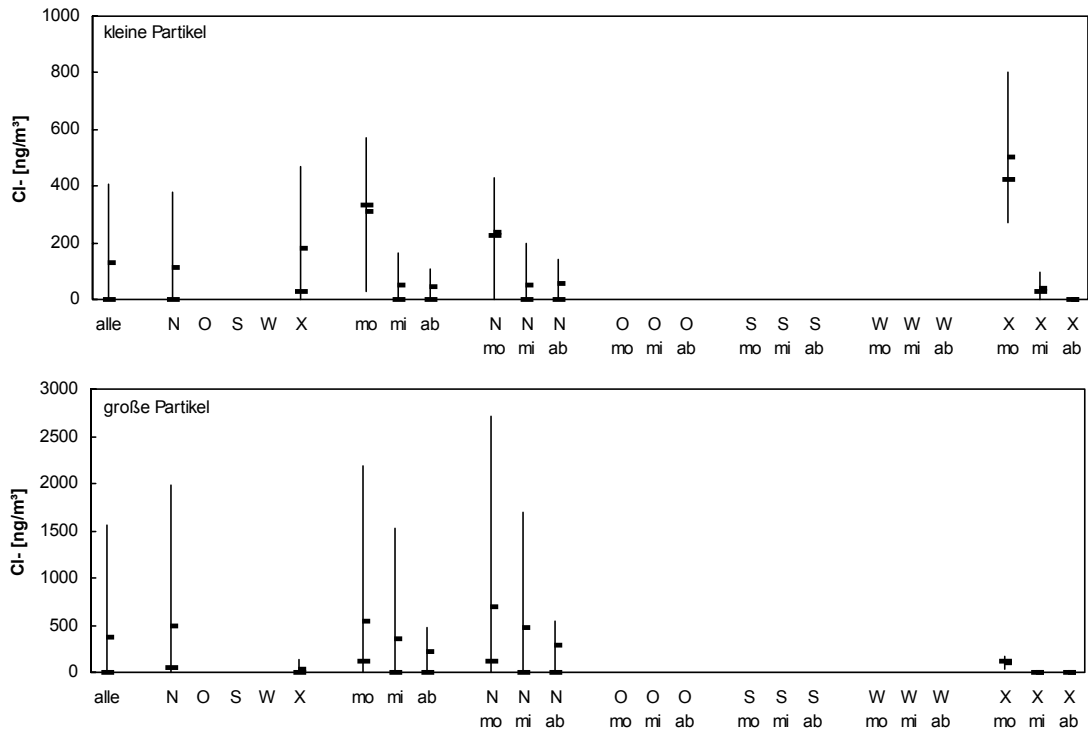 kleine Partikel
Cl- [ng/m³]
1000
800
600
400
200
0
alle N O S W X mo mi ab N N N O O O S S S W W W X X X
mo mi ab mo mi ab mo mi ab mo mi ab mo mi ab
große Partikel
Cl- [ng/m³]
3000
2500
2000
1500
1000
500
0
alle N O S W X mo mi ab N N N O O O S S S W W W X X X
mo mi ab mo mi ab mo mi ab mo mi ab mo mi ab